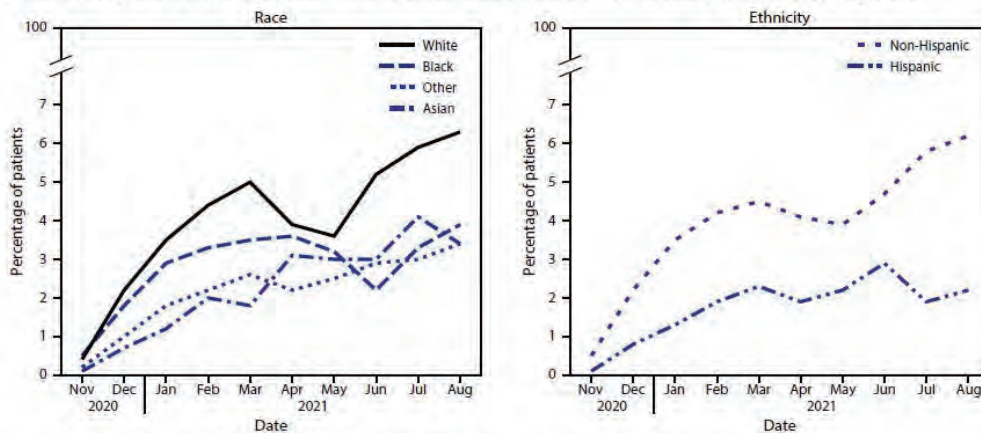 Race
100
7
6
5
4
3
2
1
0
Percentage of patients
White
Black
Other
Asian
Nov Dec Jan Feb Mar Apr May Jun Jul Aug
2020 2021
Date
Ethnicity
100
7
6
5
4
3
2
1
0
Percentage of patients
Non-Hispanic
Hispanic
Nov Dec Jan Feb Mar Apr May Jun Jul Aug
2020 2021
Date